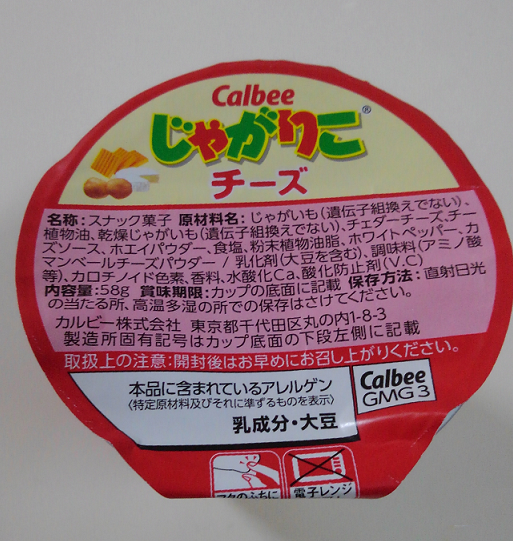 Calbee
じゃがりこ®
チーズ
名称:スナック菓子 原材料名:じゃがいも(遺伝子組換えでない)、
植物油、乾燥じゃがいも(遺伝子組換えでない)、チェダーチーズ、チー
ズソース、ホエイパウダー、食塩、粉末植物油脂、ホワイトペッパー、カ
マンベールチーズパウダー / 乳化剤(大豆を含む)、調味料(アミノ酸
等)、カロチノイド色素、香料、水酸化Ca、酸化防止剤(V.C)
内容量:58g 賞味期限:カップの底面に記載 保存方法:直射日光
の当たる所、高温多湿の所での保存はさけてください。
カルビー株式会社 東京都千代田区丸の内1-8-3
製造所固有記号はカップ底面の下段左側に記載
取扱上の注意:開封後はお早めにお召し上がりください。
本品に含まれているアレルゲン
〈特定原材料及びそれに準ずるものを表示〉
乳成分・大豆
Calbee
GMG 3
フタのふちに
電子レンジ